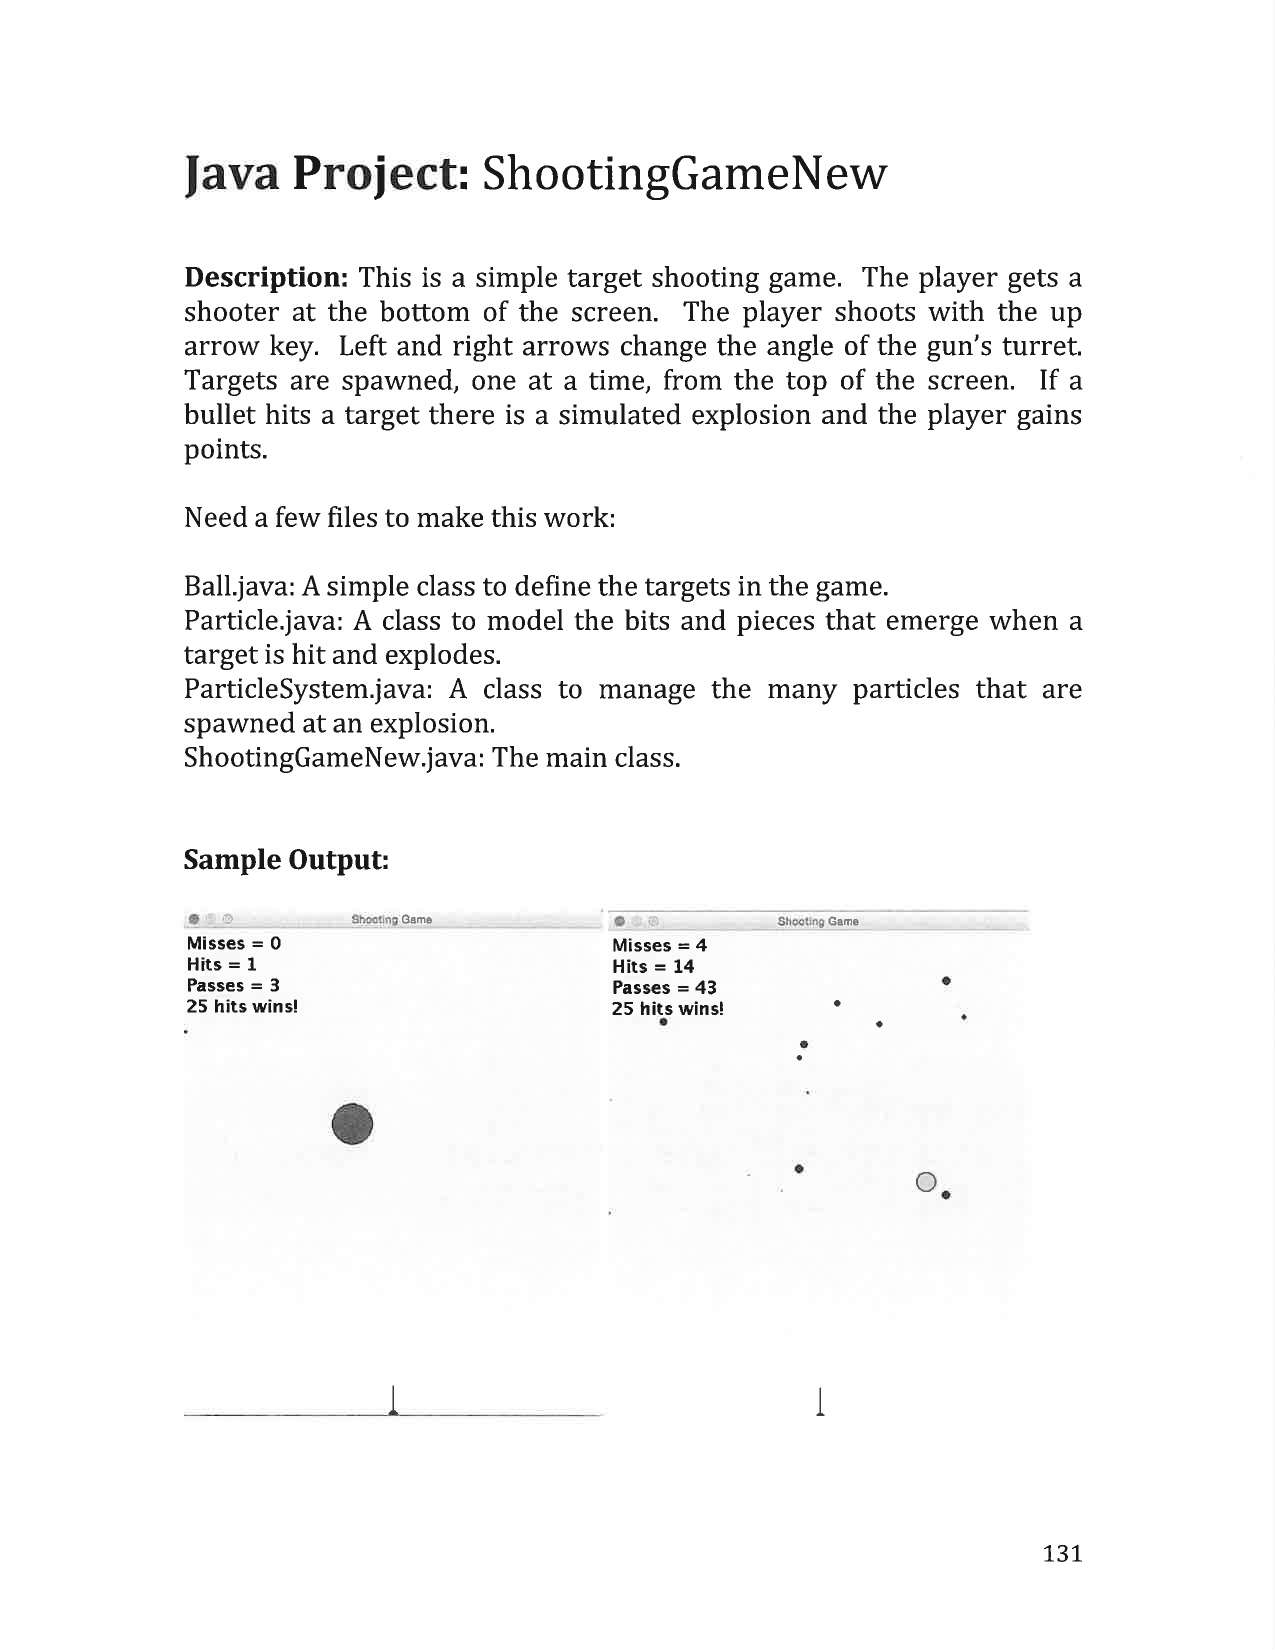 Java Project: ShootingGameNew
Description: This is a simple target shooting game. The player gets a
shooter at the bottom of the screen. The player shoots with the up
arrow key. Left and right arrows change the angle of the gun's turret.
Targets are spawned, one at a time, from the top of the screen. If a
bullet hits a target there is a simulated explosion and the player gains
points.
Need a few files to make this work:
Ball.java: A simple class to define the targets in the game.
Particle.java: A class to model the bits and pieces that emerge when a
target is hit and explodes.
ParticleSystem.java: A class to manage the many particles that are
spawned at an explosion.
ShootingGameNew.java: The main class.
Sample Output:
Shooting Game
Misses = 0
Hits = 1
Passes = 3
25 hits wins!
Shooting Game
Misses = 4
Hits = 14
Passes = 43
25 hits wins!
131